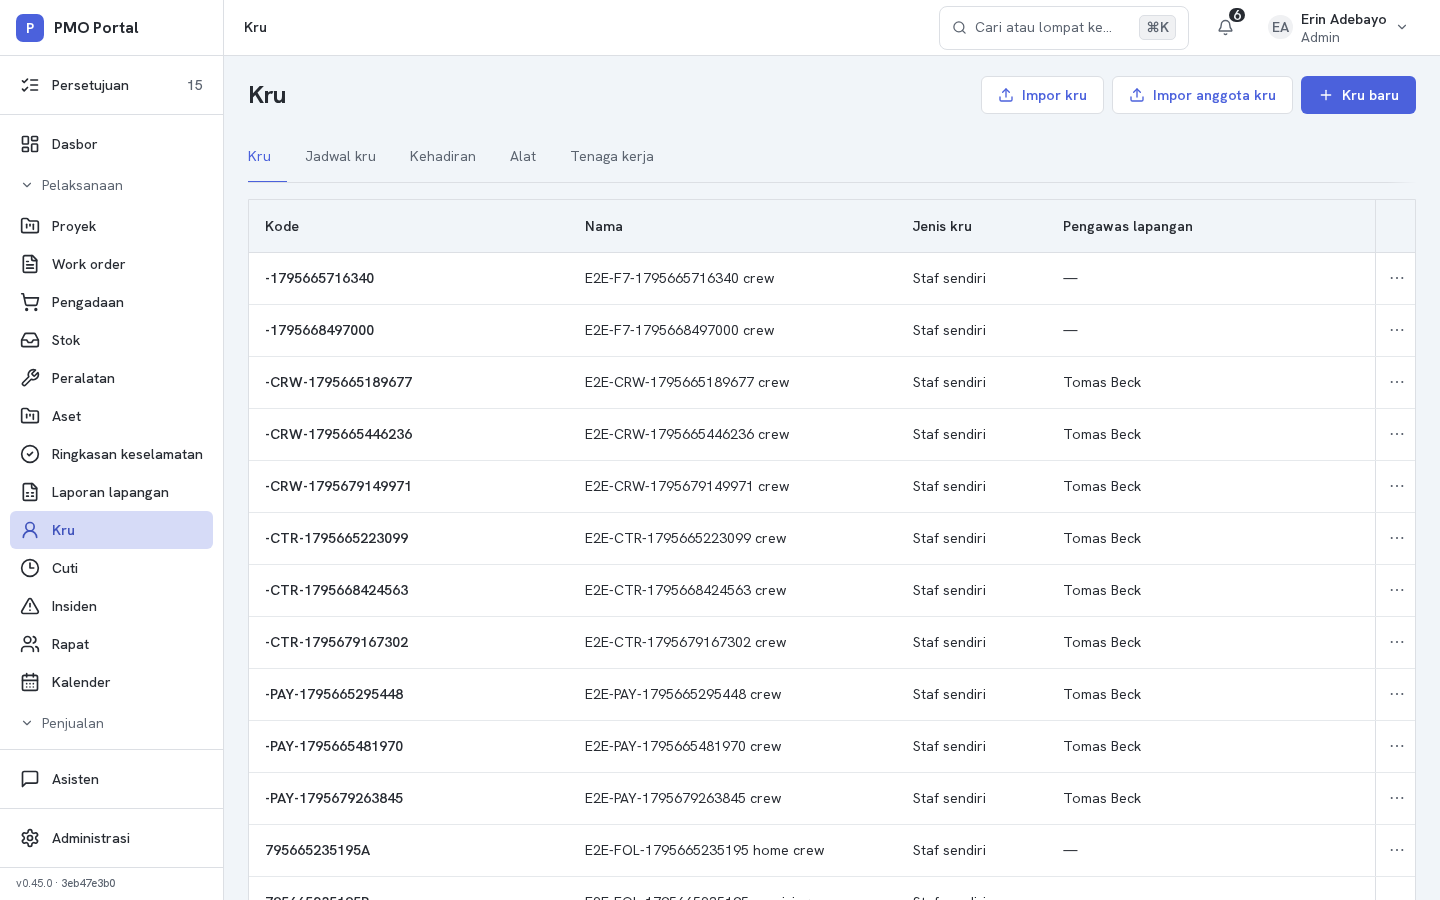 P PMO Portal
Kru
Cari atau lompat ke...
⌘K
6
EA
Erin Adebayo
Admin
Persetujuan 15
Dasbor
Pelaksanaan
Proyek
Work order
Pengadaan
Stok
Peralatan
Aset
Ringkasan keselamatan
Laporan lapangan
Kru
Cuti
Insiden
Rapat
Kalender
Penjualan
Asisten
Administrasi
v0.45.0 · 3eb47e3b0
Kru
Impor kru
Impor anggota kru
Kru baru
Kru Jadwal kru Kehadiran Alat Tenaga kerja
Kode Nama Jenis kru Pengawas lapangan
-1795665716340 E2E-F7-1795665716340 crew Staf sendiri —
-1795668497000 E2E-F7-1795668497000 crew Staf sendiri —
-CRW-1795665189677 E2E-CRW-1795665189677 crew Staf sendiri Tomas Beck
-CRW-1795665446236 E2E-CRW-1795665446236 crew Staf sendiri Tomas Beck
-CRW-1795679149971 E2E-CRW-1795679149971 crew Staf sendiri Tomas Beck
-CTR-1795665223099 E2E-CTR-1795665223099 crew Staf sendiri Tomas Beck
-CTR-1795668424563 E2E-CTR-1795668424563 crew Staf sendiri Tomas Beck
-CTR-1795679167302 E2E-CTR-1795679167302 crew Staf sendiri Tomas Beck
-PAY-1795665295448 E2E-PAY-1795665295448 crew Staf sendiri Tomas Beck
-PAY-1795665481970 E2E-PAY-1795665481970 crew Staf sendiri Tomas Beck
-PAY-1795679263845 E2E-PAY-1795679263845 crew Staf sendiri Tomas Beck
795665235195A E2E-FOL-1795665235195 home crew Staf sendiri —